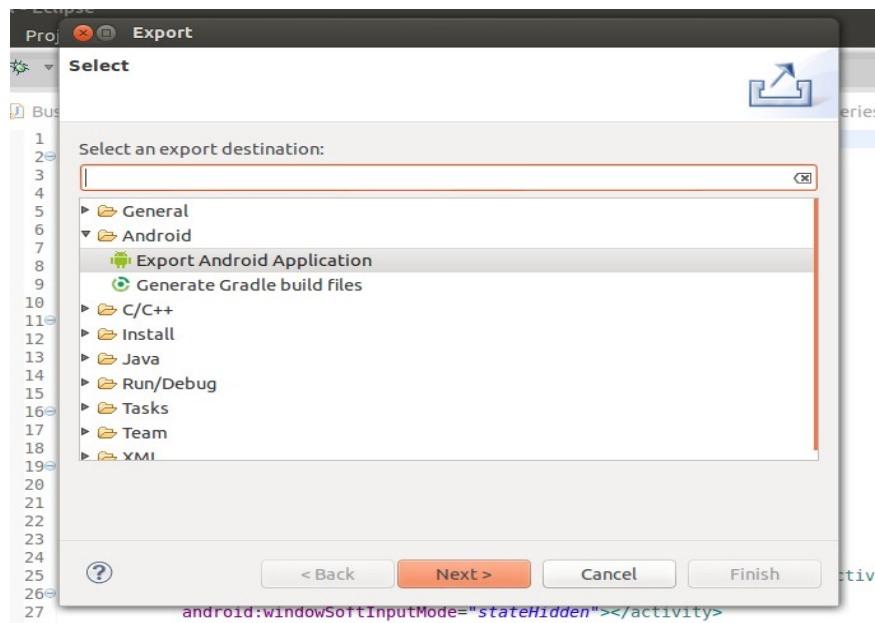 Export
Proj
Select
Bus
eries
Select an export destination:
General
Android
Export Android Application
Generate Gradle build files
C/C++
Install
Java
Run/Debug
Tasks
Team
XML
1
2
3
4
5
6
7
8
9
10
11
12
13
14
15
16
17
18
19
20
21
22
23
24
25
26
27
? < Back Next > Cancel Finish
ctiv
android:windowSoftInputMode="stateHidden"></activity>